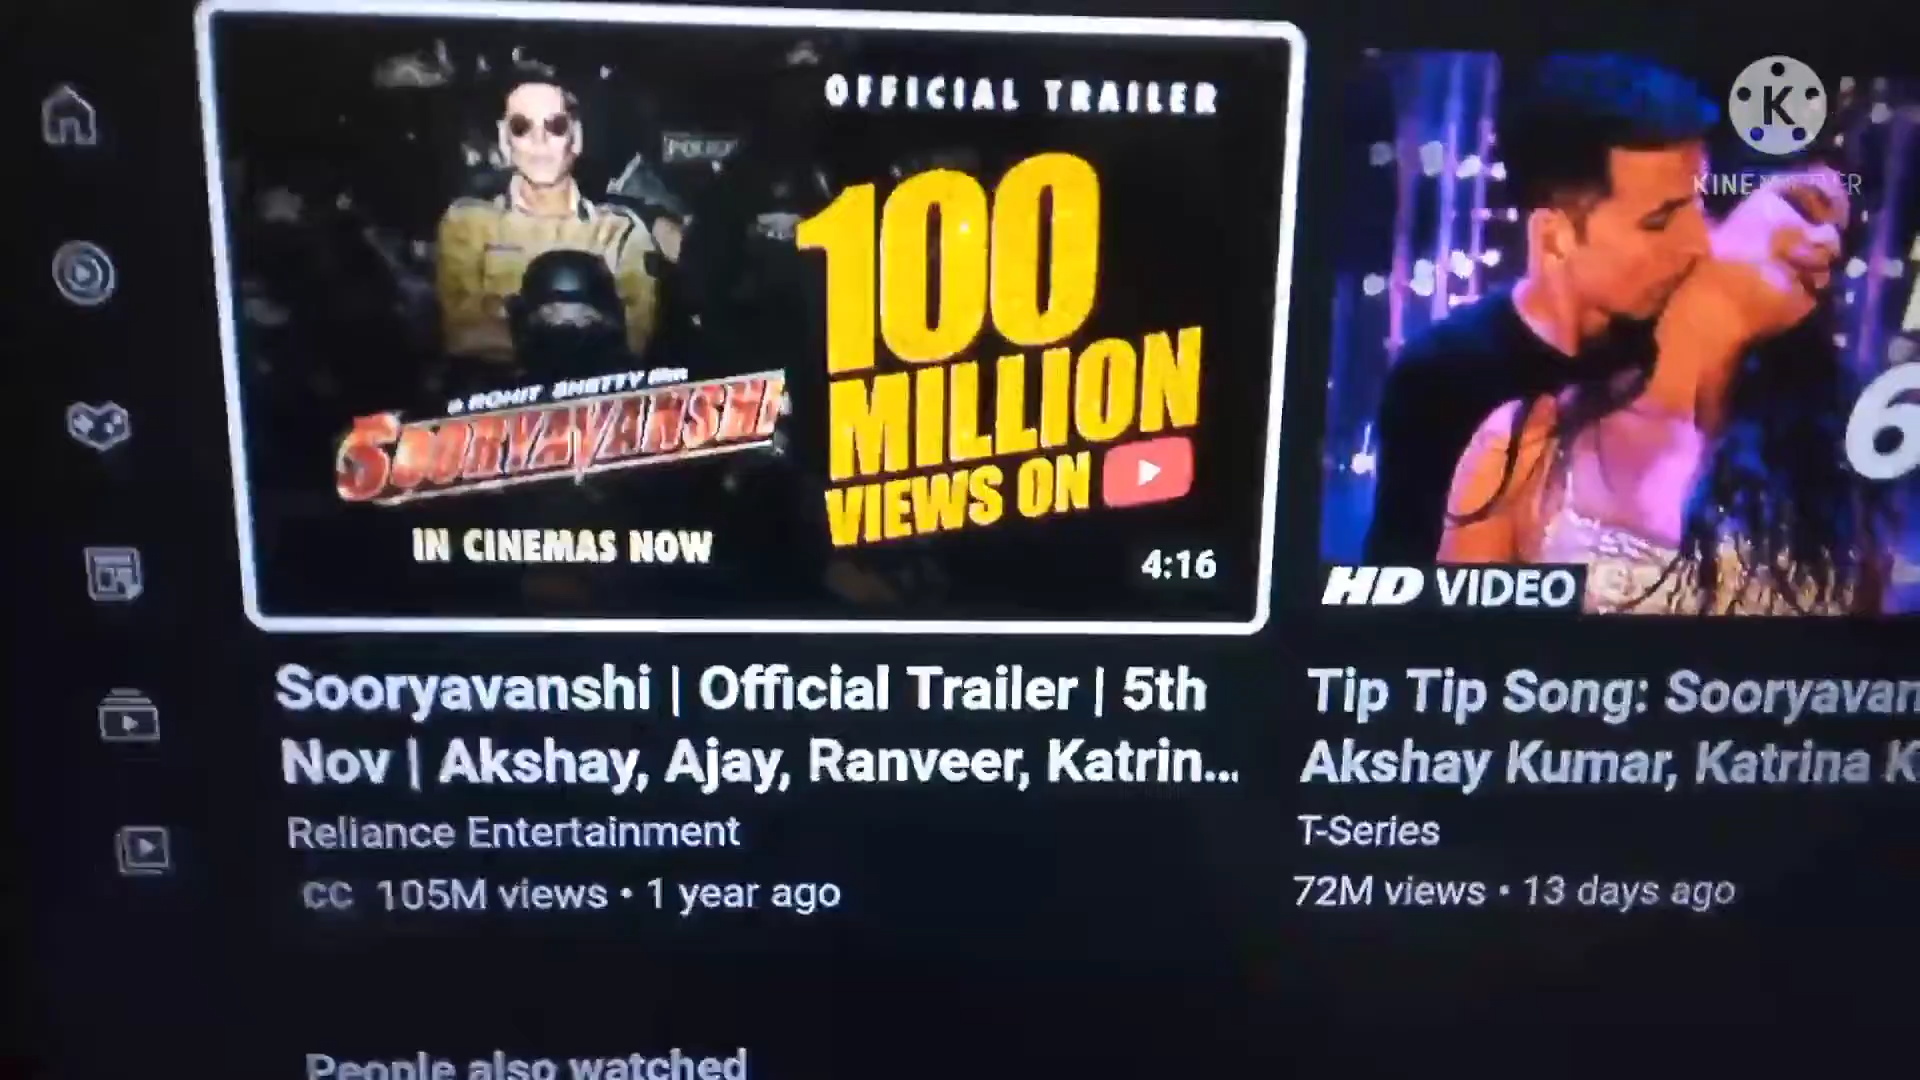 OFFICIAL TRAILER
POLICE
100
MILLION
VIEWS ON
A ROHIT SHETTY FILM
SOORYAVANSHI
IN CINEMAS NOW
4:16
Sooryavanshi | Official Trailer | 5th
Nov | Akshay, Ajay, Ranveer, Katrin...
Reliance Entertainment
CC 105M views • 1 year ago
K
KINEMASTER
6
HD VIDEO
Tip Tip Song: Sooryavan
Akshay Kumar, Katrina K
T-Series
72M views • 13 days ago
People also watched